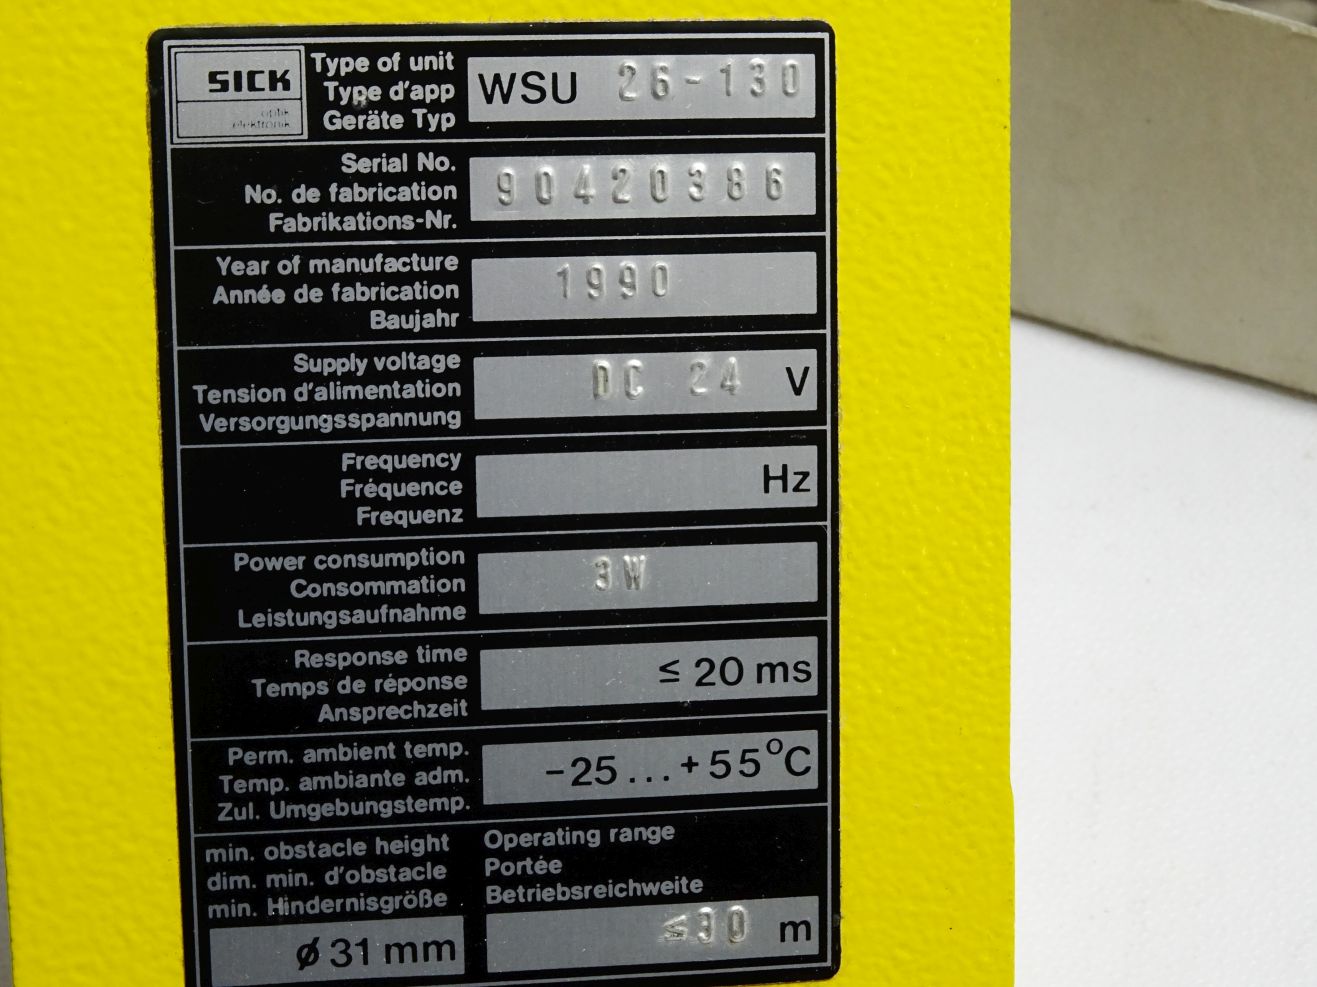 SICK
optik
elektronik
Type of unit
Type d'app
Geräte Typ
WSU 26-130
Serial No.
No. de fabrication
Fabrikations-Nr.
90420386
Year of manufacture
Année de fabrication
Baujahr
1990
Supply voltage
Tension d'alimentation
Versorgungsspannung
DC 24 V
Frequency
Fréquence
Frequenz
Hz
Power consumption
Consommation
Leistungsaufnahme
3W
Response time
Temps de réponse
Ansprechzeit
≤ 20 ms
Perm. ambient temp.
Temp. ambiante adm.
Zul. Umgebungstemp.
-25...+55°C
min. obstacle height
dim. min. d'obstacle
min. Hindernisgröße
ø 31 mm
Operating range
Portée
Betriebsreichweite
≤30 m